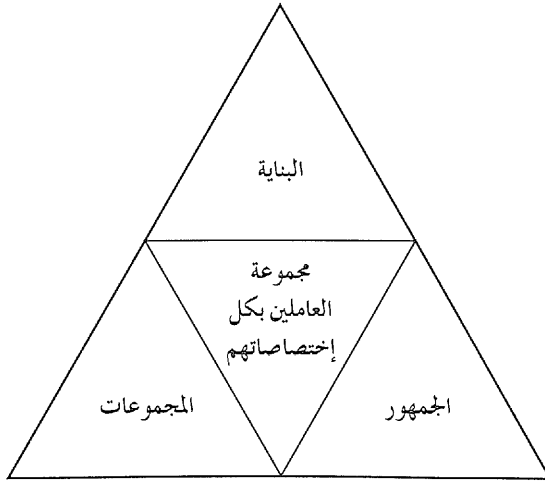 البناية
مجموعة
العاملين بكل
إختصاصاتهم
الجمهور
المجموعات